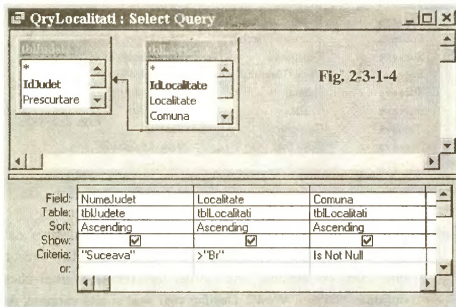 QryLocalitati : Select Query
tblJudete
*
IdJudet
Prescurtare
*
IdLocalitate
Localitate
Comuna
Fig. 2-3-1-4
Field: NumeJudet Localitate Comuna
Table: tblJudete tblLocalitati tblLocalitati
Sort: Ascending Ascending Ascending
Show:
Criteria: "Suceava" >"Br" Is Not Null
or: